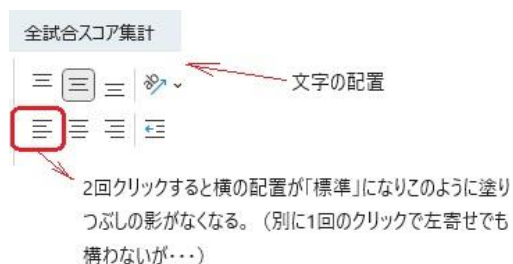 全試合スコア集計
文字の配置
2回クリックすると横の配置が「標準」になりこのように塗り
つぶしの影がなくなる。（別に1回のクリックで左寄せでも
構わないが・・・）